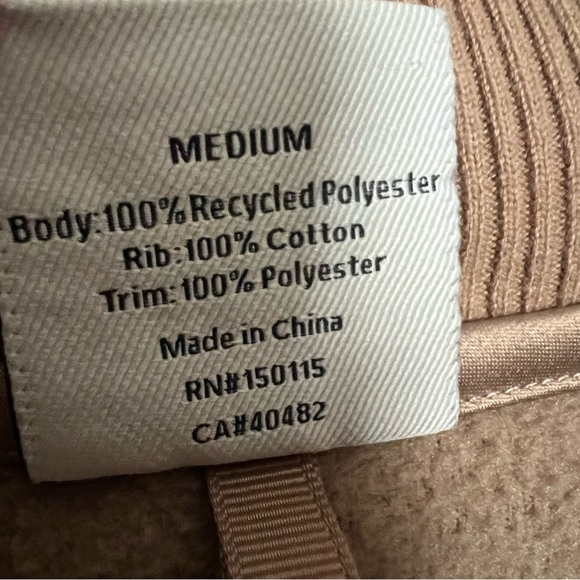 MEDIUM
Body:100% Recycled Polyester
Rib:100% Cotton
Trim:100% Polyester
Made in China
RN#150115
CA#40482